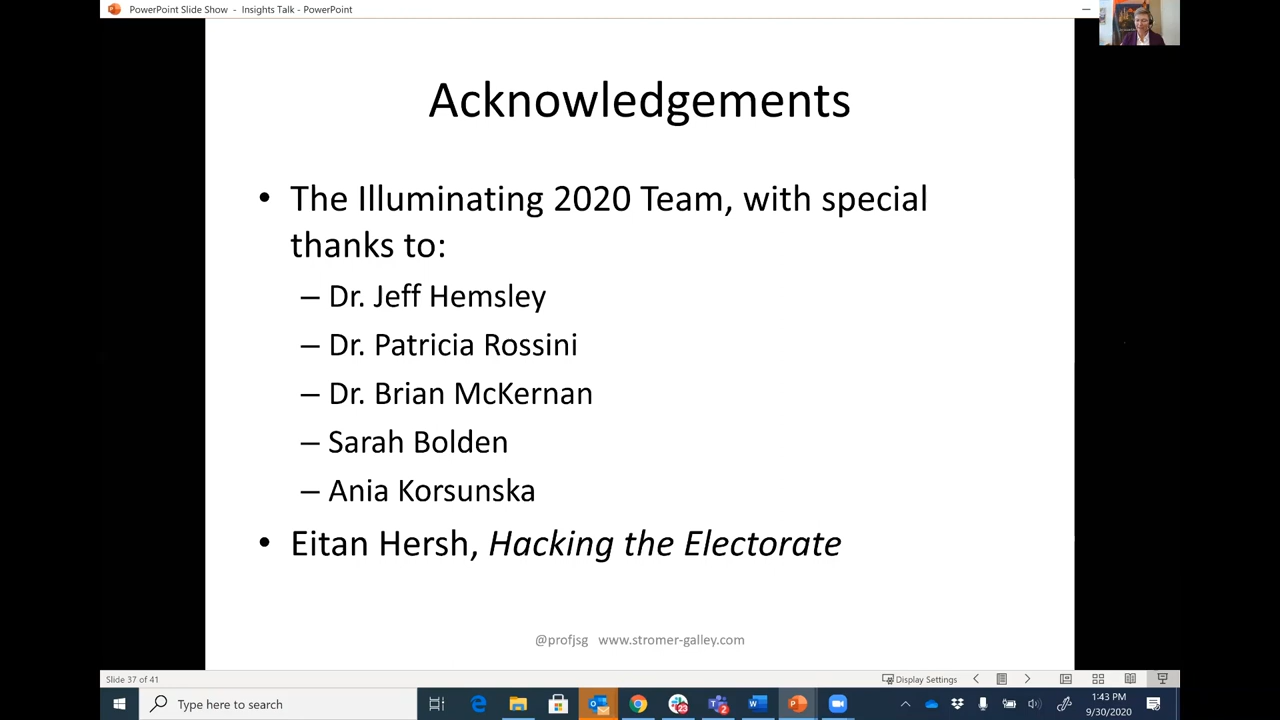 PowerPoint Slide Show - Insights Talk - PowerPoint
Acknowledgements
• The Illuminating 2020 Team, with special
thanks to:
– Dr. Jeff Hemsley
– Dr. Patricia Rossini
– Dr. Brian McKernan
– Sarah Bolden
– Ania Korsunska
• Eitan Hersh, Hacking the Electorate
@profjsg www.stromer-galley.com
Slide 37 of 41
Display Settings
Type here to search
23
2
1:43 PM
9/30/2020